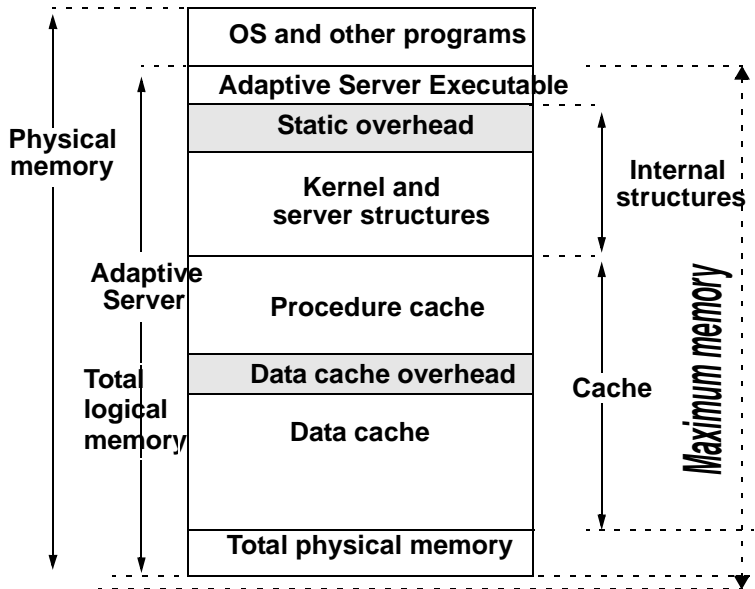 OS and other programs
Adaptive Server Executable
Static overhead
Physical
memory
Kernel and
server structures
Internal
structures
Adaptive
Server
Procedure cache
Total
logical
memory
Data cache overhead
Cache
Maximum memory
Data cache
Total physical memory